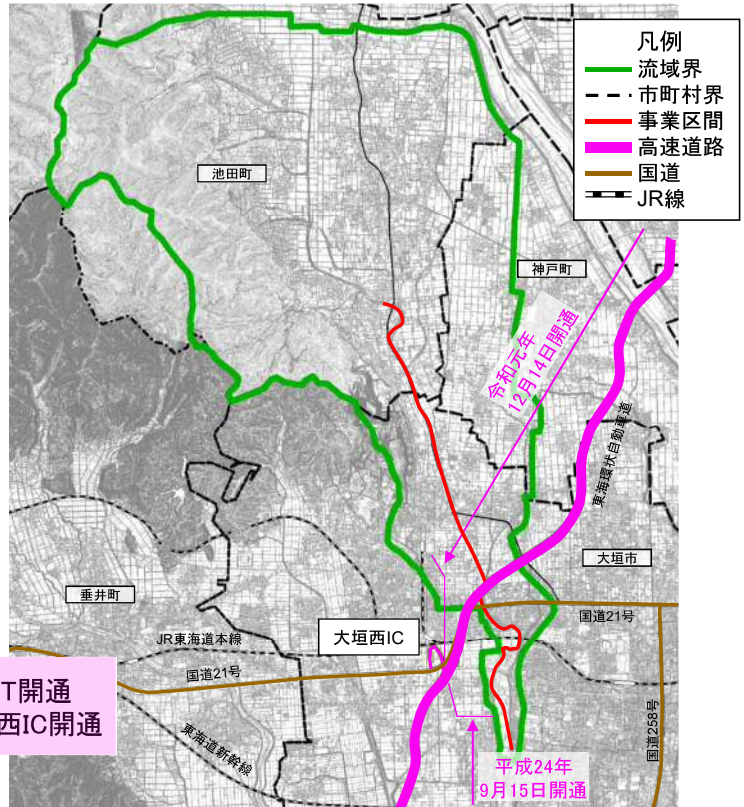 凡例
流域界
市町村界
事業区間
高速道路
国道
JR線
池田町
神戸町
令和元年
12月14日開通
東海環状自動車道
大垣市
垂井町
国道21号
JR東海道本線
大垣西IC
国道21号
T開通
西IC開通
東海道新幹線
国道258号
平成24年
9月15日開通